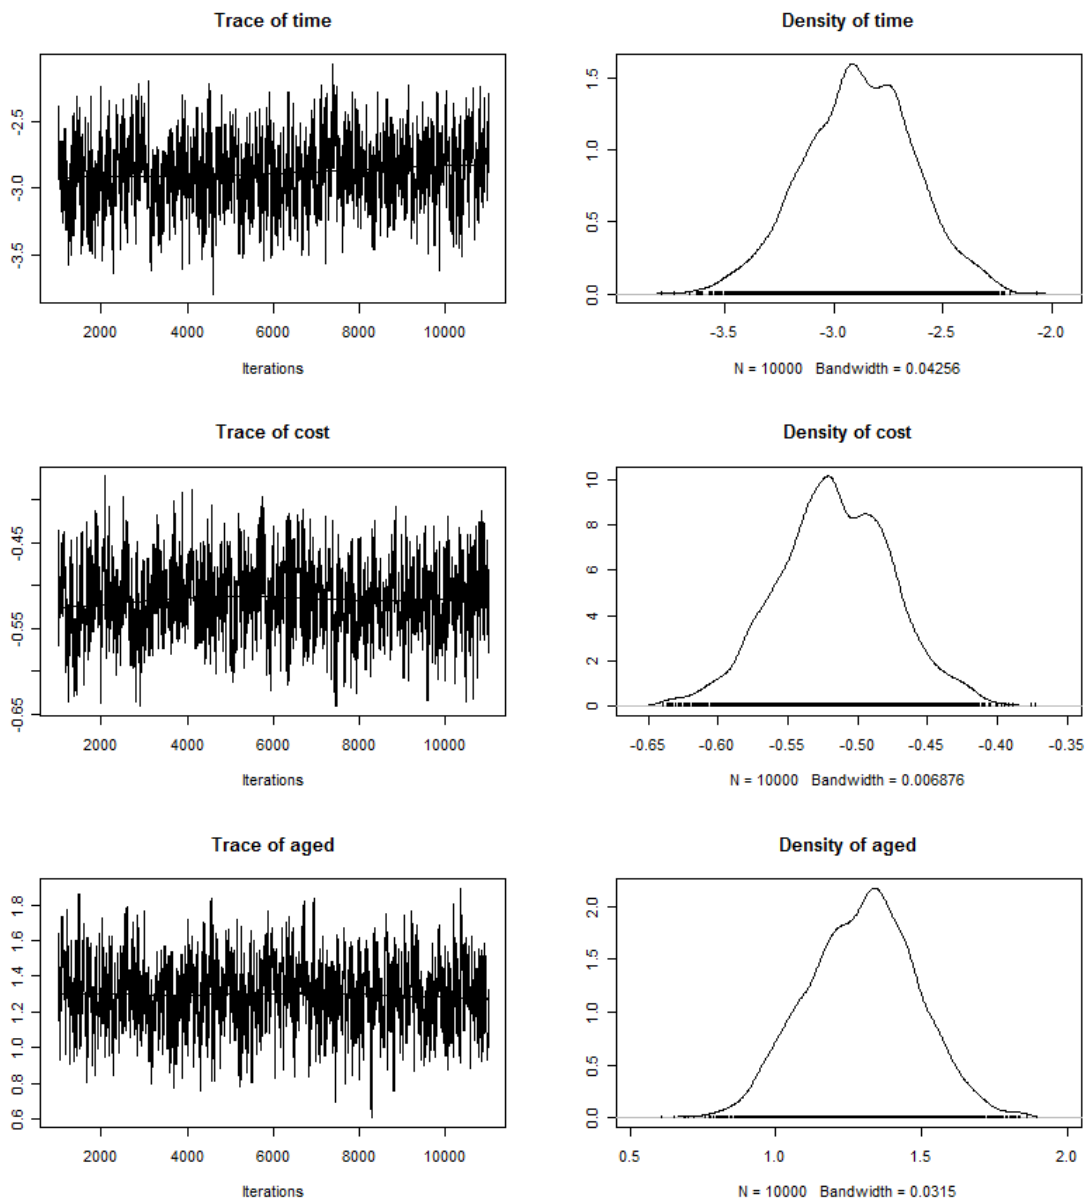 Trace of time
-2.5
-3.0
-3.5
2000 4000 6000 8000 10000
Iterations
Density of time
1.5
1.0
0.5
0.0
-3.5 -3.0 -2.5 -2.0
N = 10000 Bandwidth = 0.04256
Trace of cost
-0.45
-0.55
-0.65
2000 4000 6000 8000 10000
Iterations
Density of cost
10
8
6
4
2
0
-0.65 -0.60 -0.55 -0.50 -0.45 -0.40 -0.35
N = 10000 Bandwidth = 0.006876
Trace of aged
1.8
1.6
1.4
1.2
1.0
0.8
0.6
2000 4000 6000 8000 10000
Iterations
Density of aged
2.0
1.5
1.0
0.5
0.0
0.5 1.0 1.5 2.0
N = 10000 Bandwidth = 0.0315